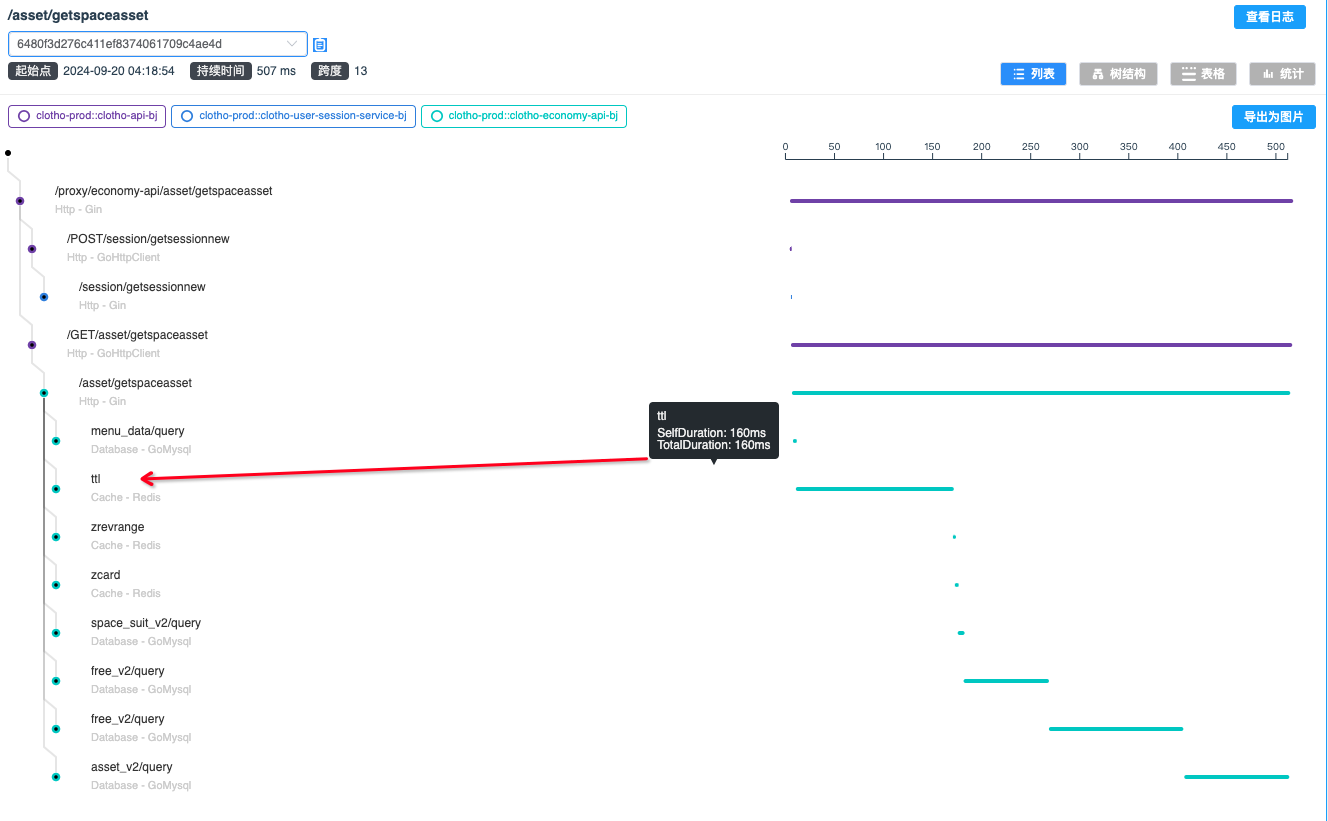 /asset/getspaceasset
查看日志
6480f3d276c411ef8374061709c4ae4d
起始点 2024-09-20 04:18:54 持续时间 507 ms 跨度 13
列表 树结构 表格 统计
clotho-prod::clotho-api-bj clotho-prod::clotho-user-session-service-bj clotho-prod::clotho-economy-api-bj
导出为图片
0 50 100 150 200 250 300 350 400 450 500
/proxy/economy-api/asset/getspaceasset
Http - Gin
/POST/session/getsessionnew
Http - GoHttpClient
/session/getsessionnew
Http - Gin
/GET/asset/getspaceasset
Http - GoHttpClient
/asset/getspaceasset
Http - Gin
menu_data/query
Database - GoMysql
ttl
SelfDuration: 160ms
TotalDuration: 160ms
ttl
Cache - Redis
zrevrange
Cache - Redis
zcard
Cache - Redis
space_suit_v2/query
Database - GoMysql
free_v2/query
Database - GoMysql
free_v2/query
Database - GoMysql
asset_v2/query
Database - GoMysql